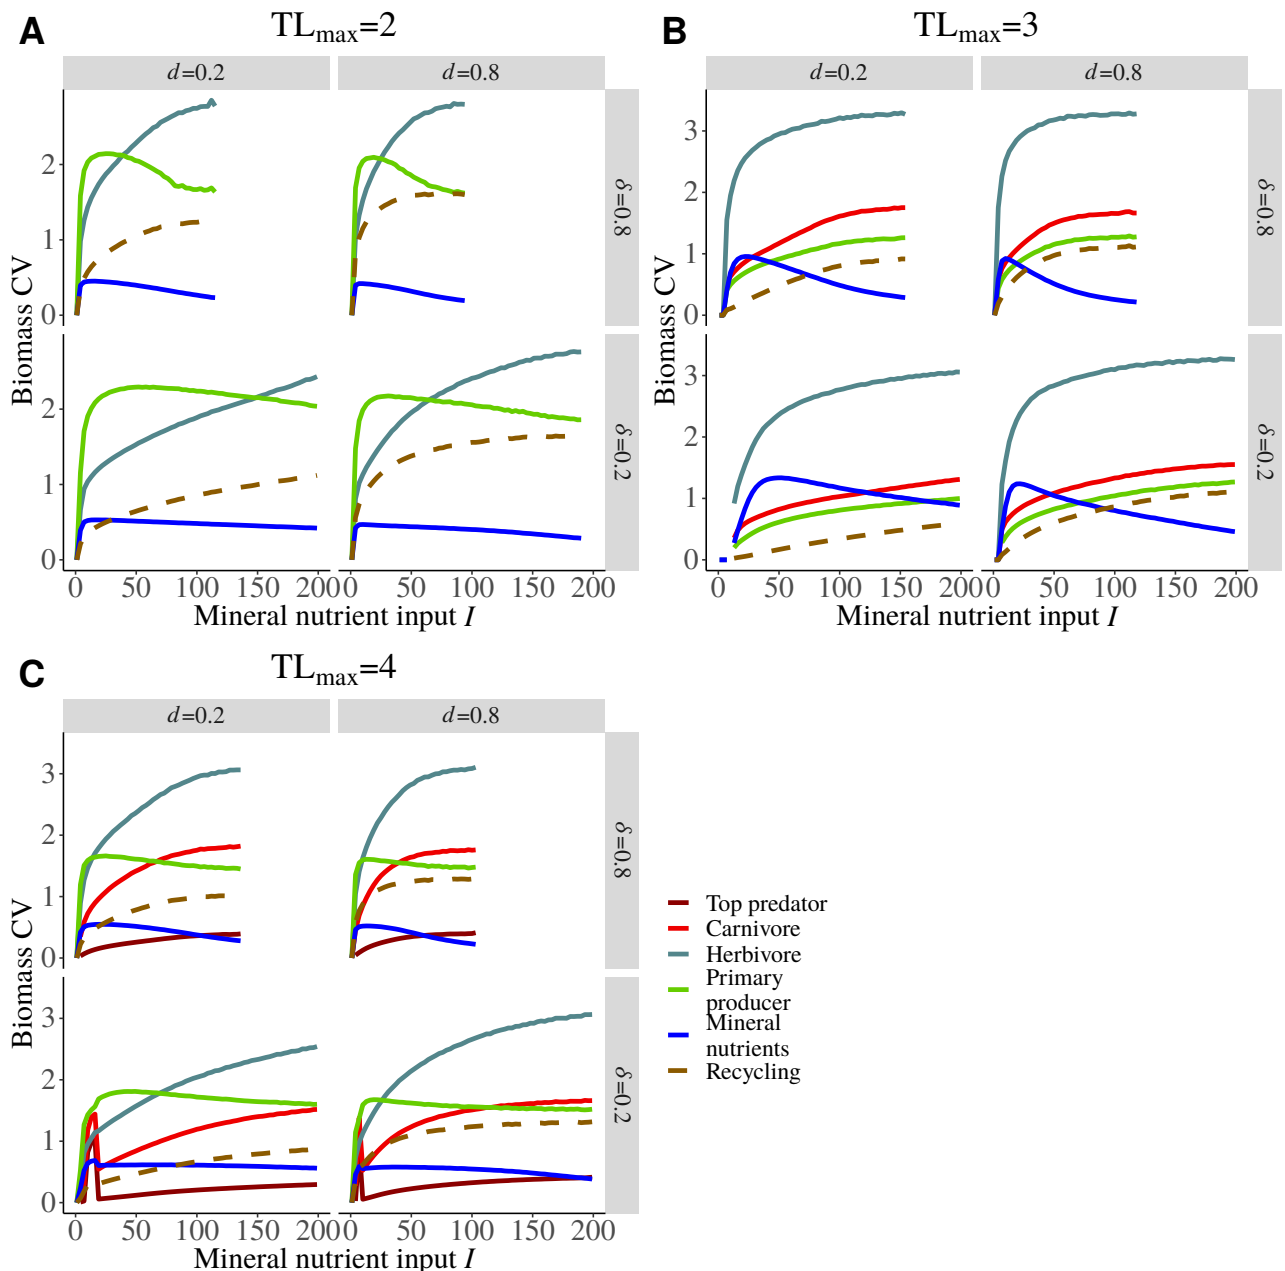 A
TLmax=2
d=0.2
d=0.8
Biomass CV
2
1
0
δ=0.8
2
1
0
δ=0.2
0
50
100
150
200
0
50
100
150
200
Mineral nutrient input I
B
TLmax=3
d=0.2
d=0.8
Biomass CV
3
2
1
0
δ=0.8
3
2
1
0
δ=0.2
0
50
100
150
200
0
50
100
150
200
Mineral nutrient input I
C
TLmax=4
d=0.2
d=0.8
Biomass CV
3
2
1
0
δ=0.8
3
2
1
0
δ=0.2
0
50
100
150
200
0
50
100
150
200
Mineral nutrient input I
Top predator
Carnivore
Herbivore
Primary
producer
Mineral
nutrients
Recycling